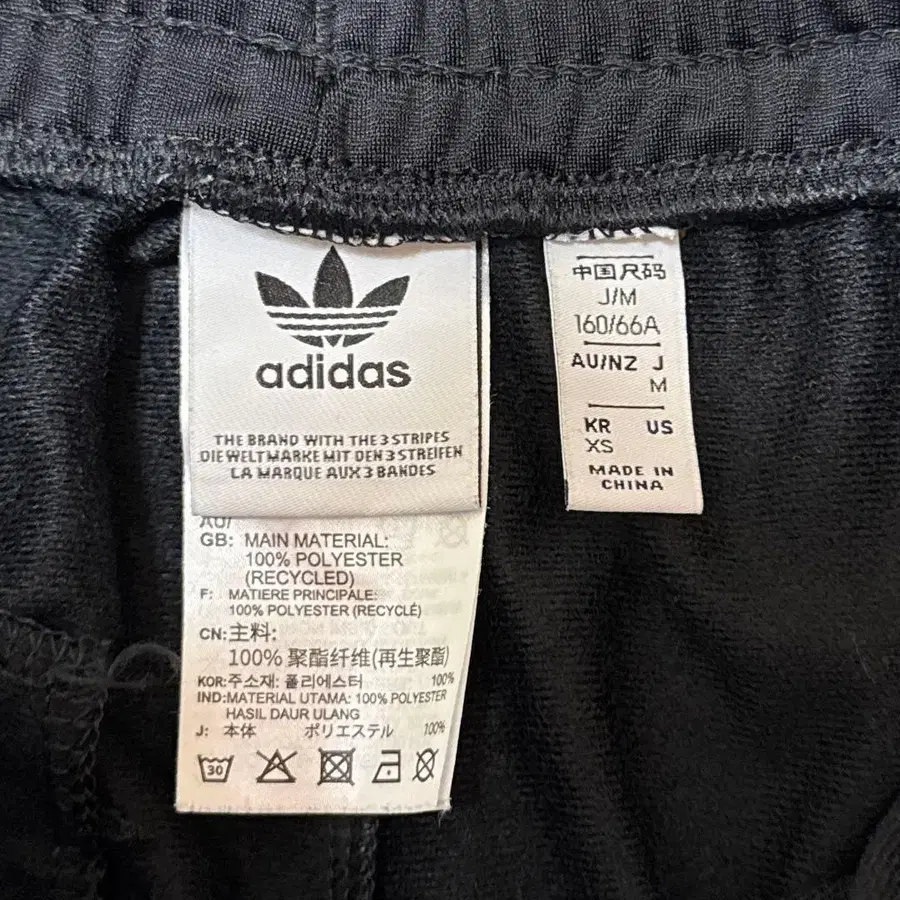 adidas
THE BRAND WITH THE 3 STRIPES
DIE WELTMARKE MIT DEN 3 STREIFEN
LA MARQUE AUX 3 BANDES
AU/
GB: MAIN MATERIAL:
100% POLYESTER
(RECYCLED)
F: MATIERE PRINCIPALE:
100% POLYESTER (RECYCLÉ)
CN:主料:
100% 聚酯纤维(再生聚酯)
KOR:주소재: 폴리에스터 100%
IND:MATERIAL UTAMA: 100% POLYESTER
HASIL DAUR ULANG
J: 本体 ポリエステル 100%
30
中国尺码
J/M
160/66A
AU/NZ J
M
KR US
XS
MADE IN
CHINA